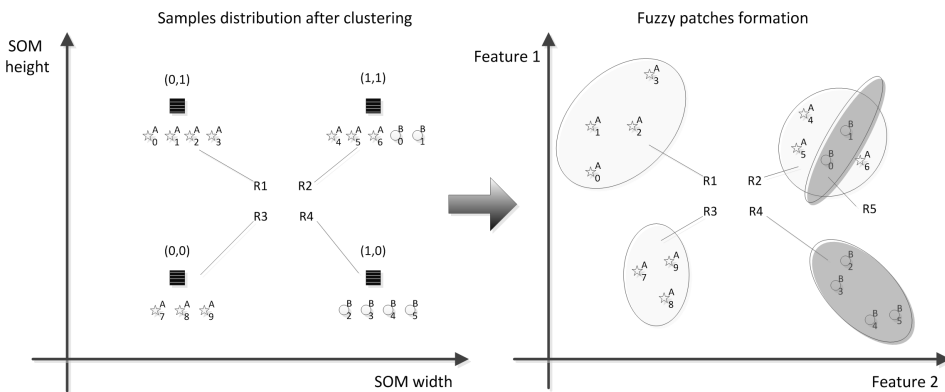 Samples distribution after clustering
SOM
height
(0,1)
(1,1)
A
0
A
1
A
2
A
3
A
4
A
5
A
6
B
0
B
1
R1
R2
R3
R4
(0,0)
(1,0)
A
7
A
8
A
9
B
2
B
3
B
4
B
5
SOM width
Fuzzy patches formation
Feature 1
A
3
A
1
A
2
A
0
A
4
A
5
A
6
B
1
B
0
R1
R2
R3
R4
R5
A
7
A
9
A
8
B
2
B
3
B
4
B
5
Feature 2